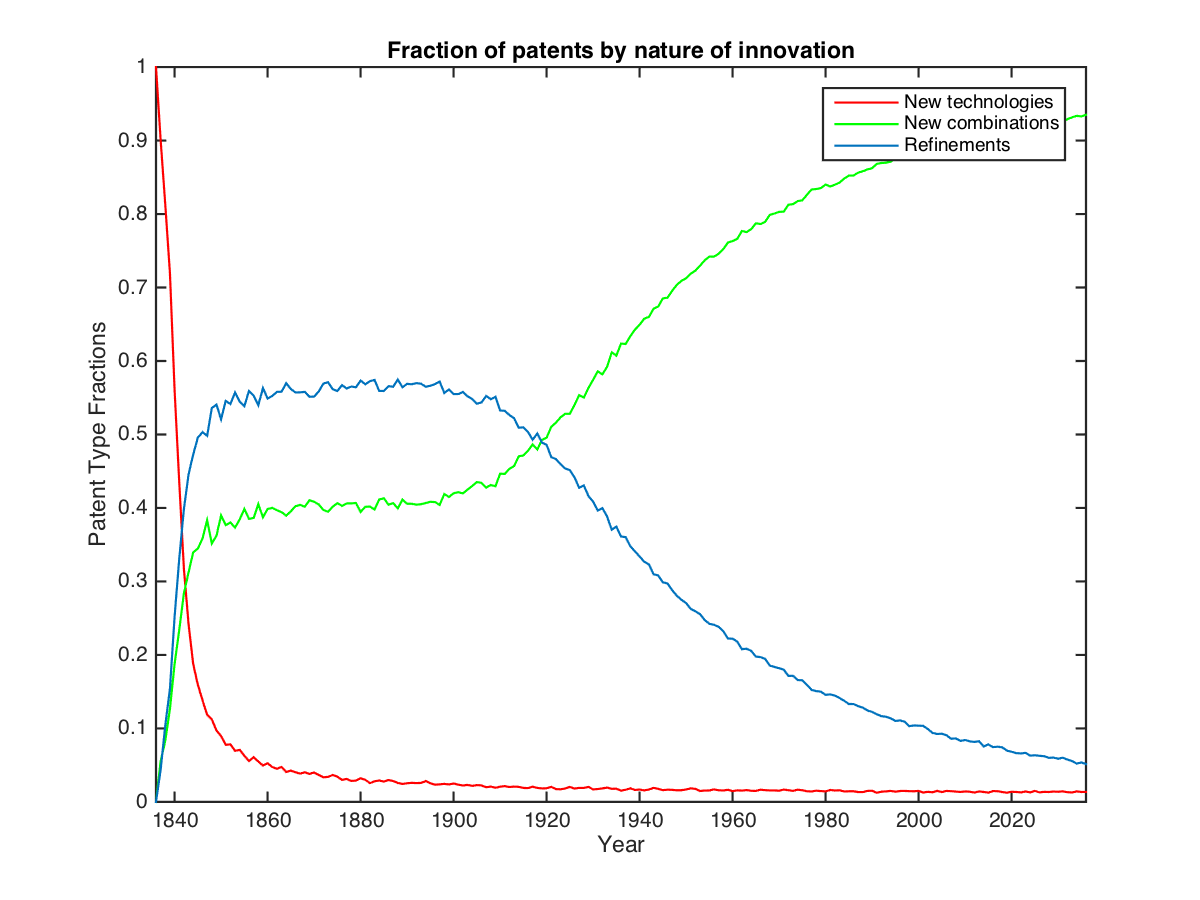 Fraction of patents by nature of innovation
1
0.9
0.8
0.7
0.6
0.5
0.4
0.3
0.2
0.1
0
Patent Type Fractions
New technologies
New combinations
Refinements
1840 1860 1880 1900 1920 1940 1960 1980 2000 2020
Year